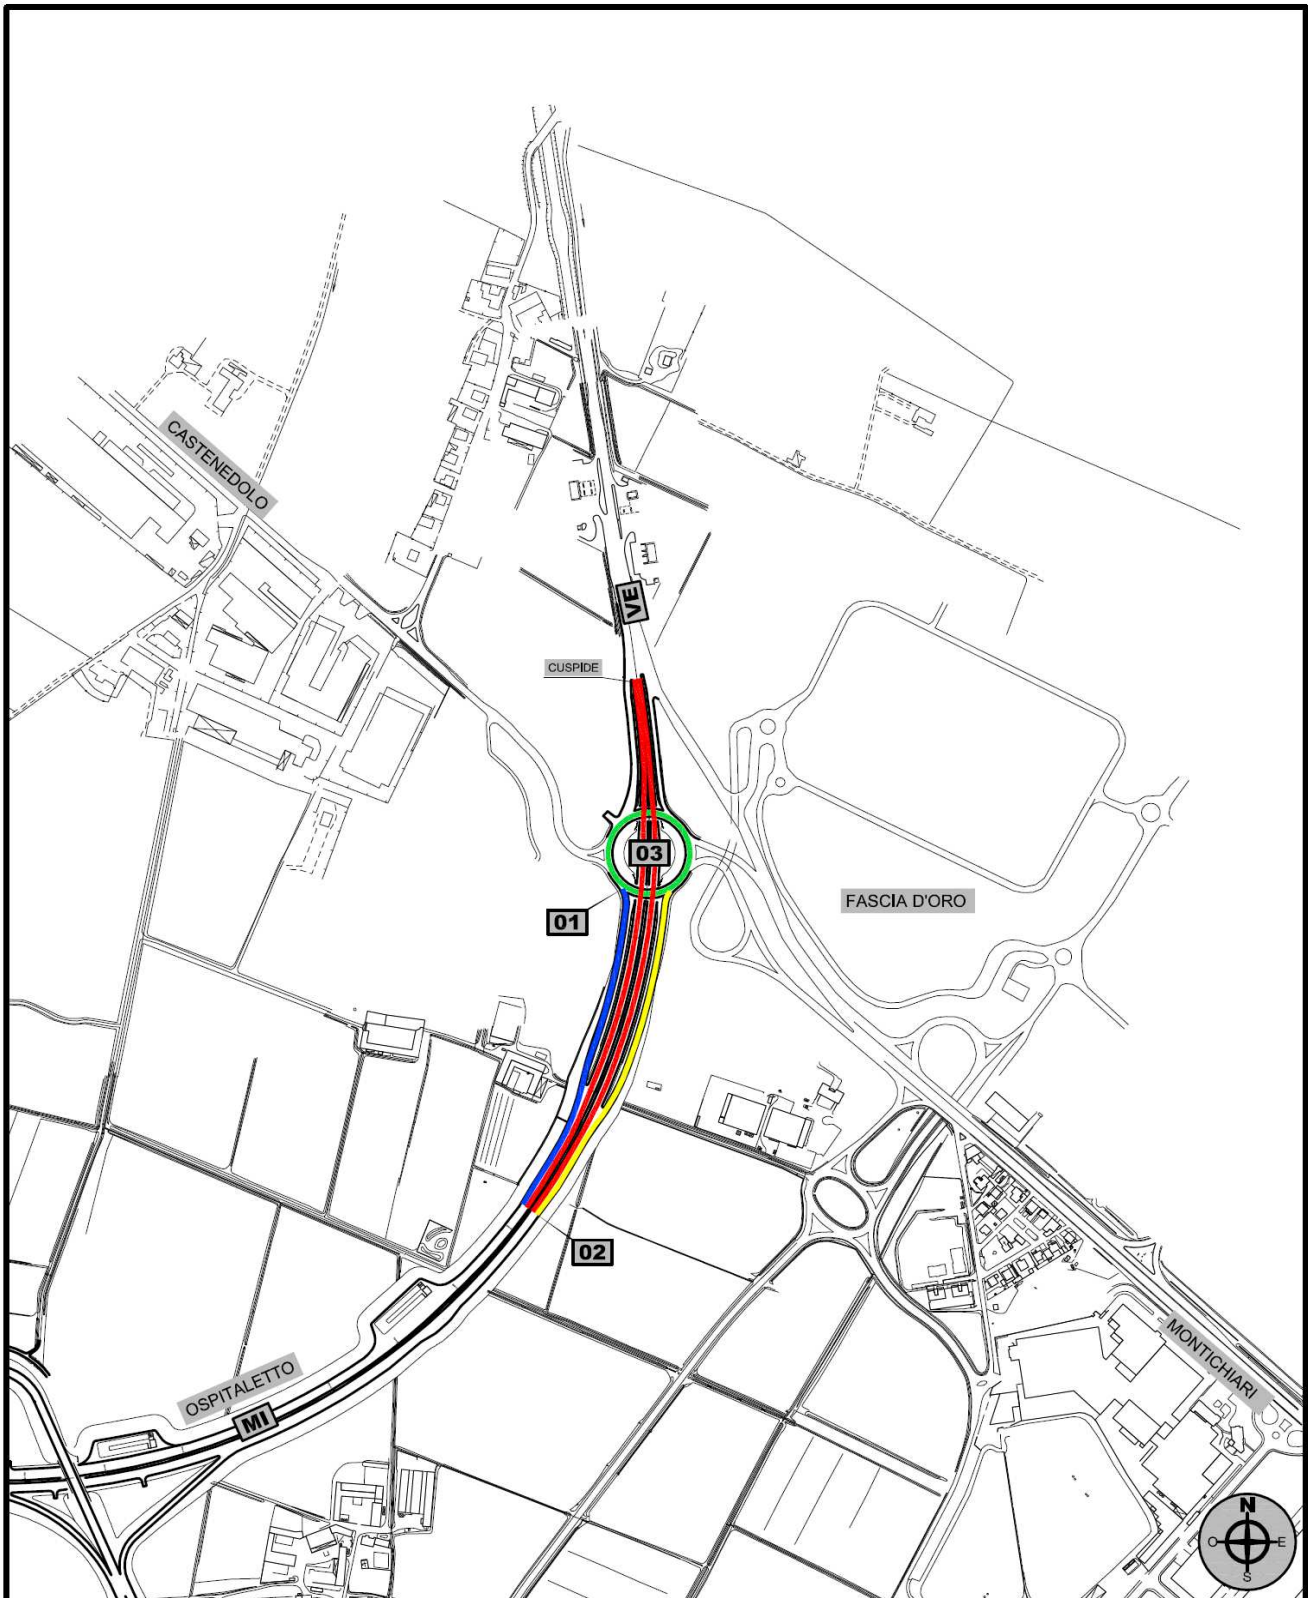 CASTENEDOLO
VE
CUSPIDE
03
FASCIA D'ORO
01
02
MONTICHIARI
OSPITALETTO
MI
N
O
E
S